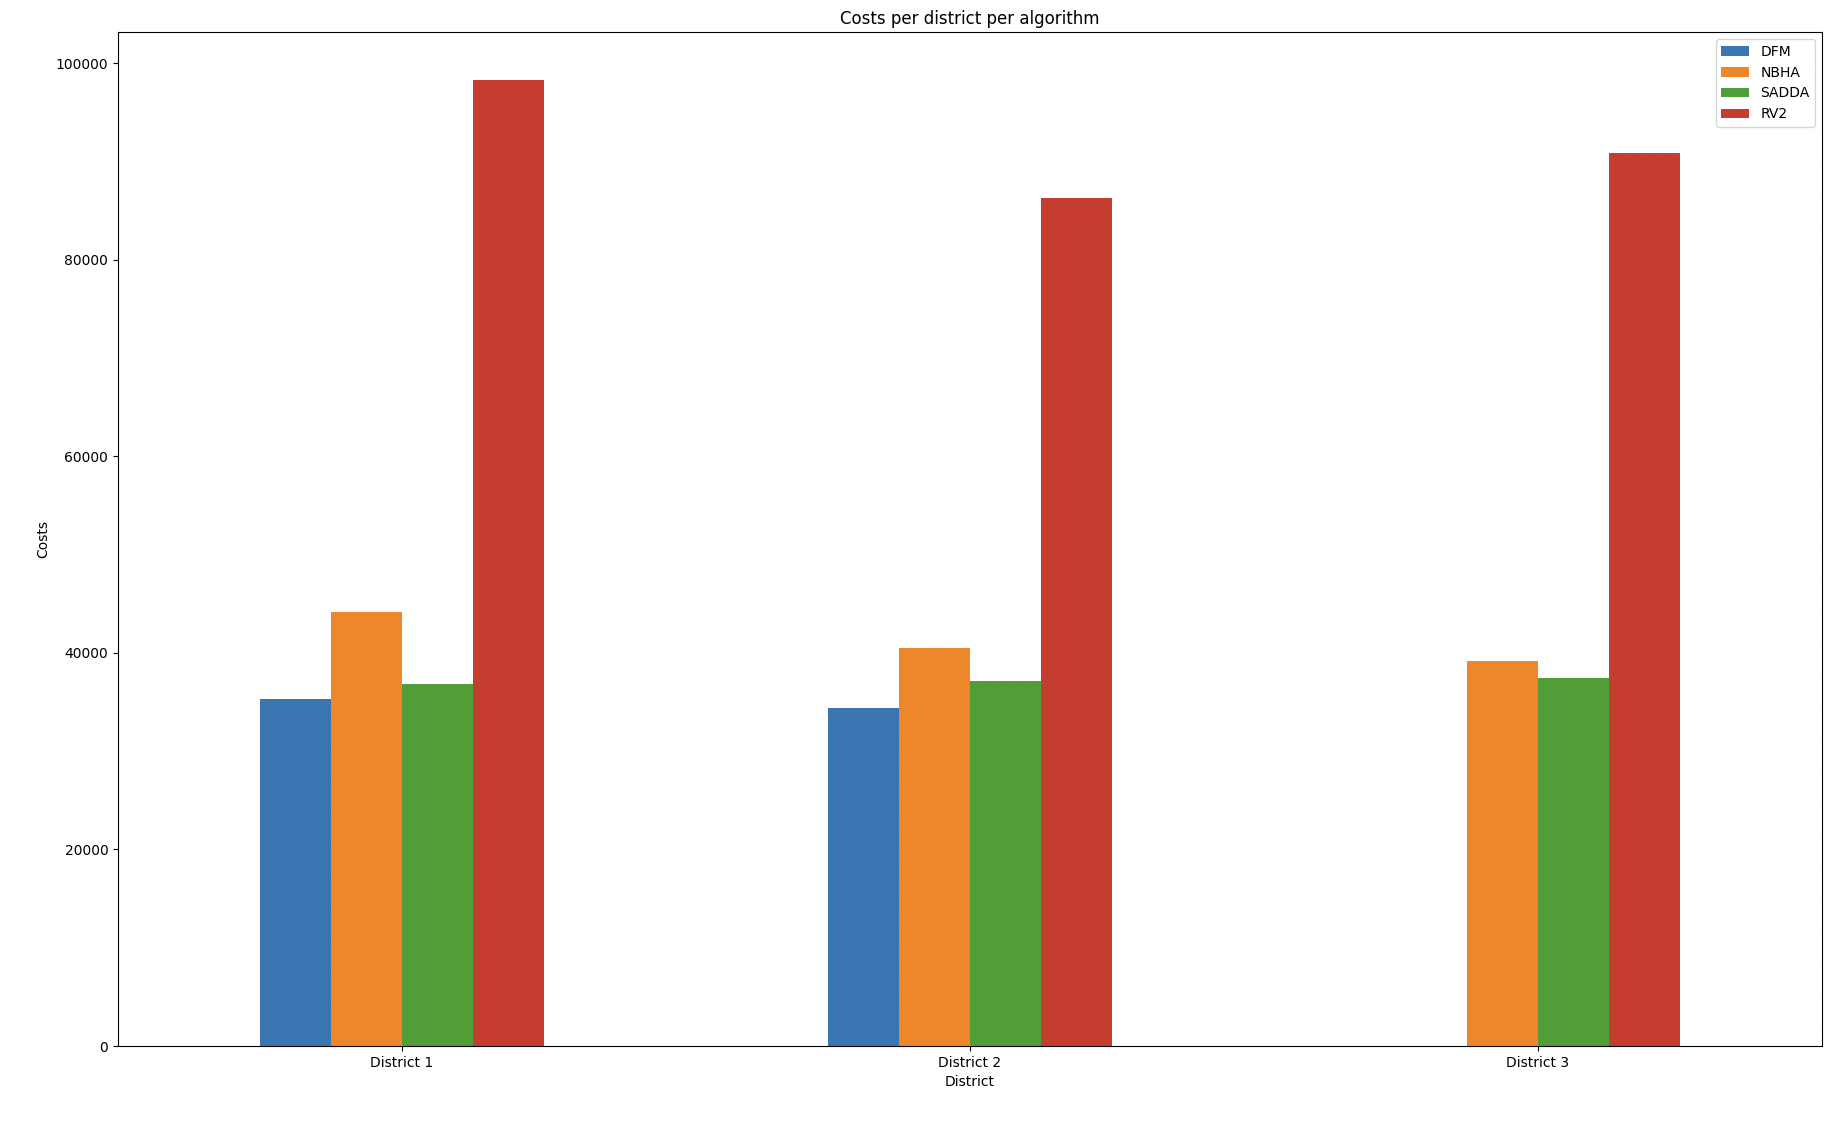 Costs per district per algorithm
DFM
NBHA
SADDA
RV2
100000
80000
60000
40000
20000
0
Costs
District 1
District 2
District 3
District